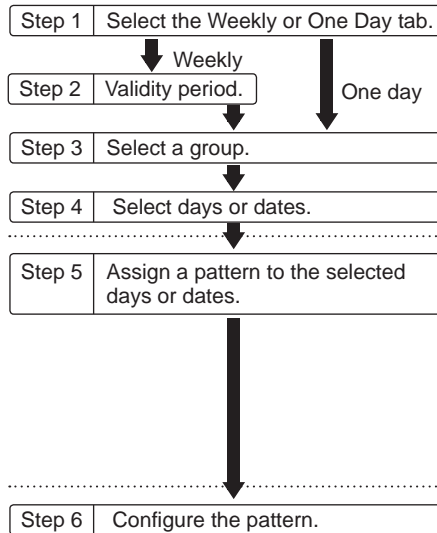 Step 1 Select the Weekly or One Day tab.
Weekly
Step 2 Validity period.
One day
Step 3 Select a group.
Step 4 Select days or dates.
Step 5 Assign a pattern to the selected
days or dates.
Step 6 Configure the pattern.